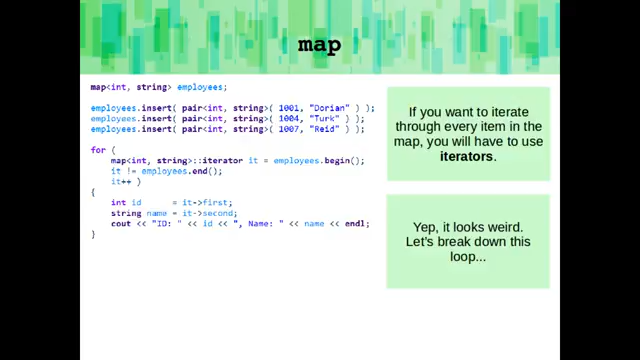 map
map<int, string> employees;
employees.insert( pair<int, string>( 1001, "Dorian" ) );
employees.insert( pair<int, string>( 1004, "Turk" ) );
employees.insert( pair<int, string>( 1007, "Reid" ) );
for (
map<int, string>::iterator it = employees.begin();
it != employees.end();
it++ )
{
int id = it->first;
string name = it->second;
cout << "ID: " << id << ", Name: " << name << endl;
}
If you want to iterate
through every item in the
map, you will have to use
iterators.
Yep, it looks weird.
Let's break down this
loop...